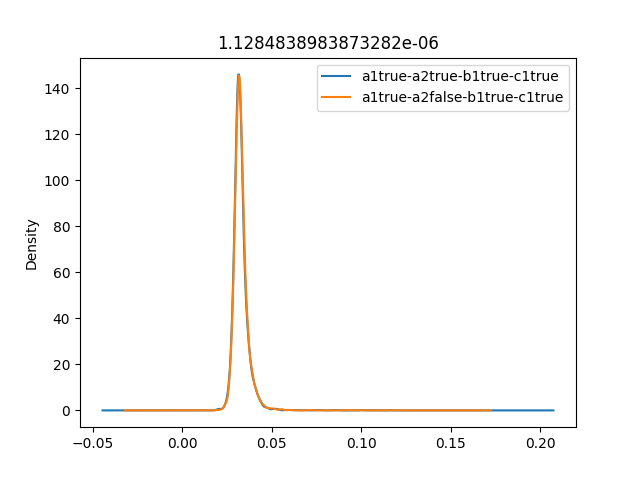 1.1284838983873282e-06
a1true-a2true-b1true-c1true
a1true-a2false-b1true-c1true
Density
140
120
100
80
60
40
20
0
−0.05 0.00 0.05 0.10 0.15 0.20